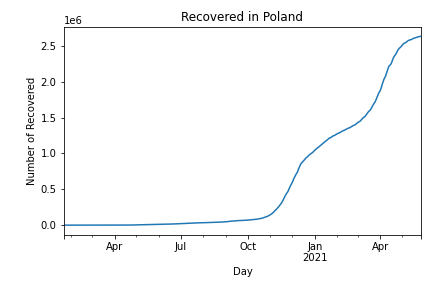 Recovered in Poland
1e6
2.5
2.0
1.5
1.0
0.5
0.0
Number of Recovered
Apr Jul Oct Jan Apr
2021
Day